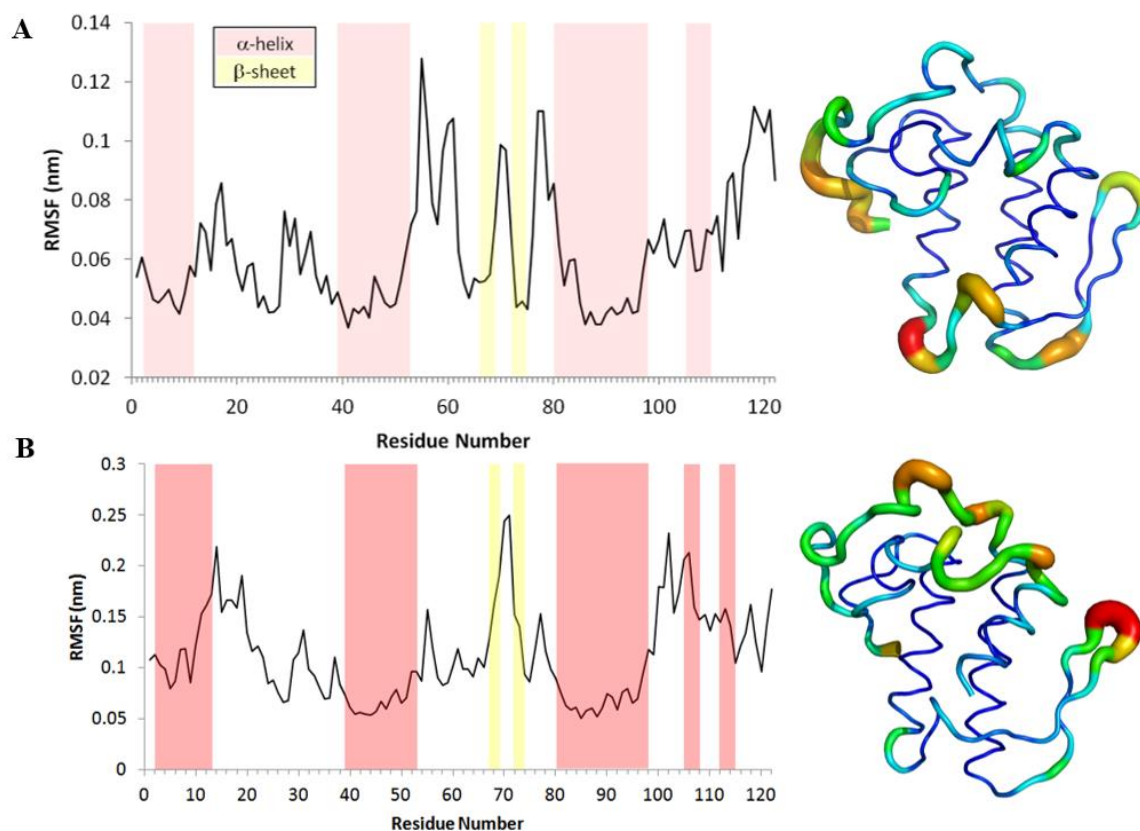 A
0.14
0.12
0.1
0.08
0.06
0.04
0.02
RMSF (nm)
α-helix
β-sheet
0 20 40 60 80 100 120
Residue Number
B
0.3
0.25
0.2
0.15
0.1
0.05
0
RMSF (nm)
0 10 20 30 40 50 60 70 80 90 100 110 120
Residue Number